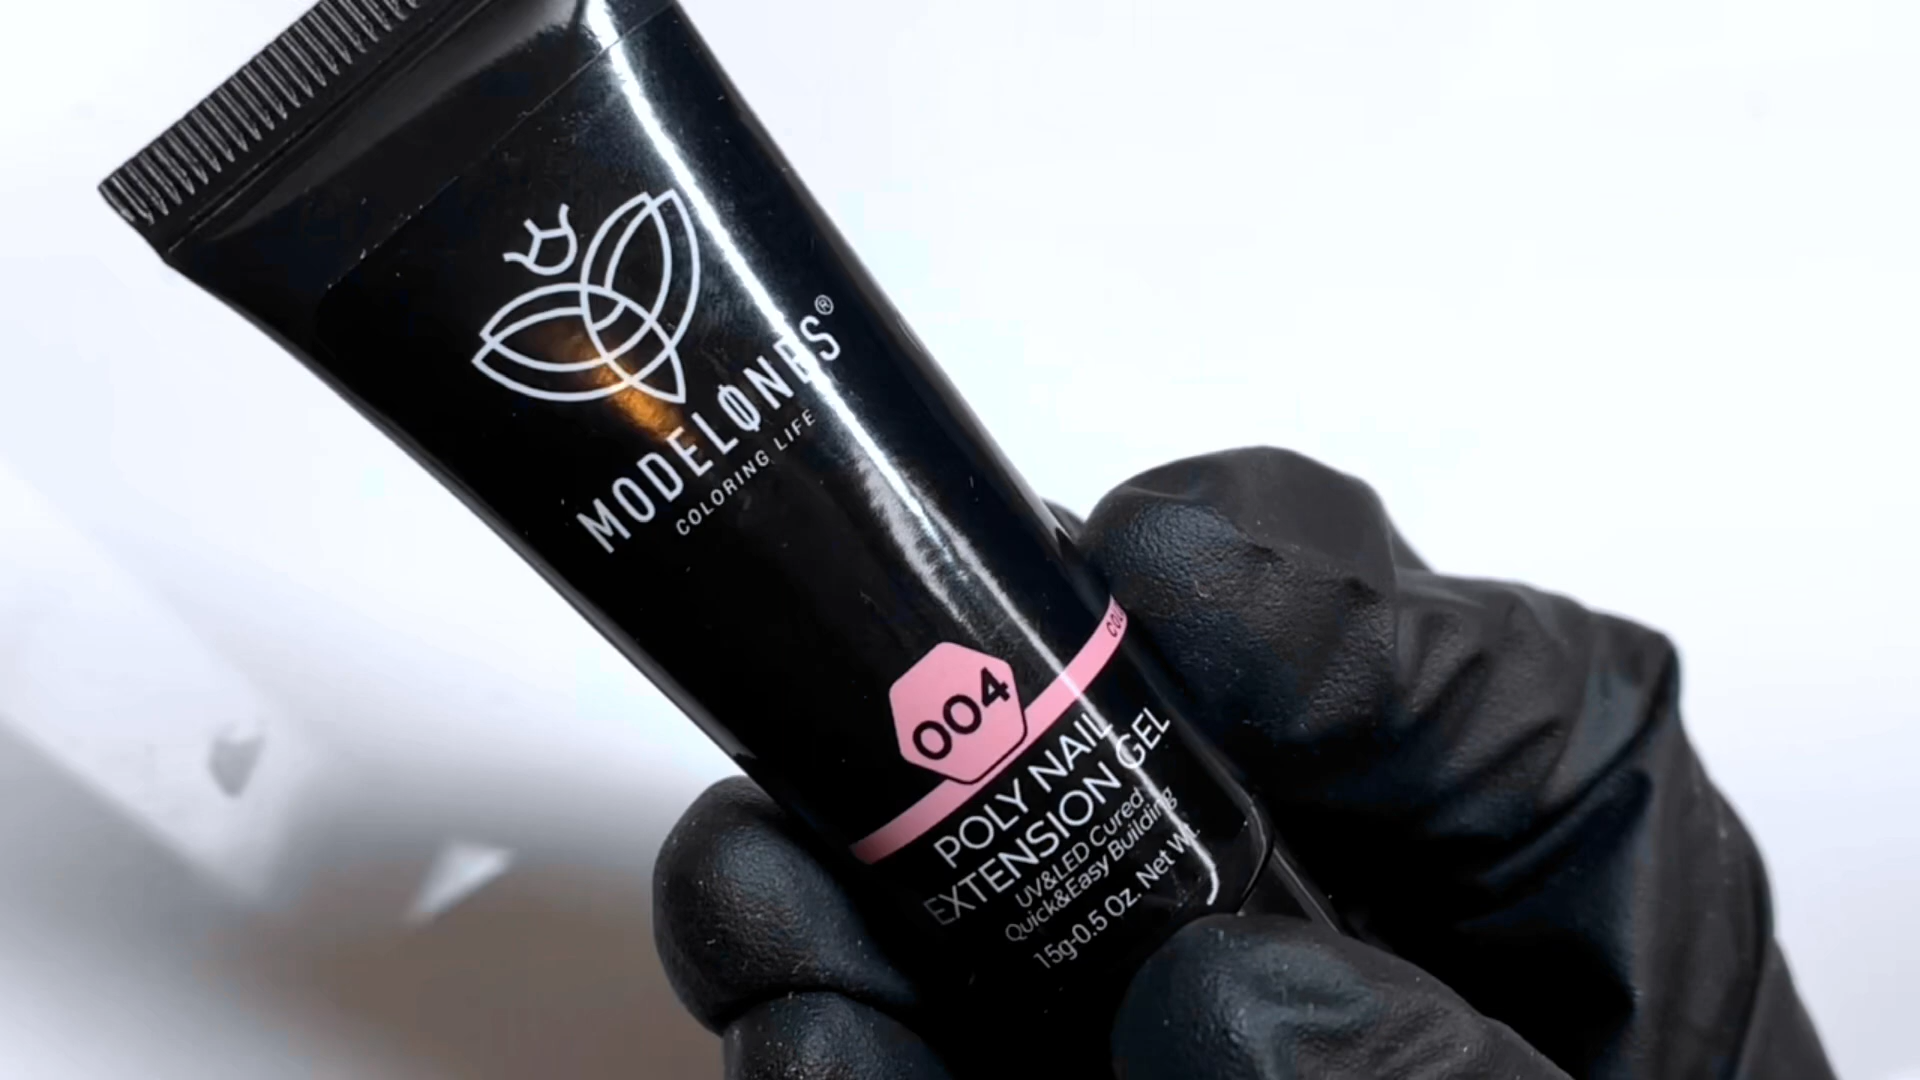 MODELØNES®
COLORING LIFE
004
POLY NAIL
EXTENSION GEL
UV&LED Cured
Quick&Easy Building
15g-0.5 Oz. Net Wt.